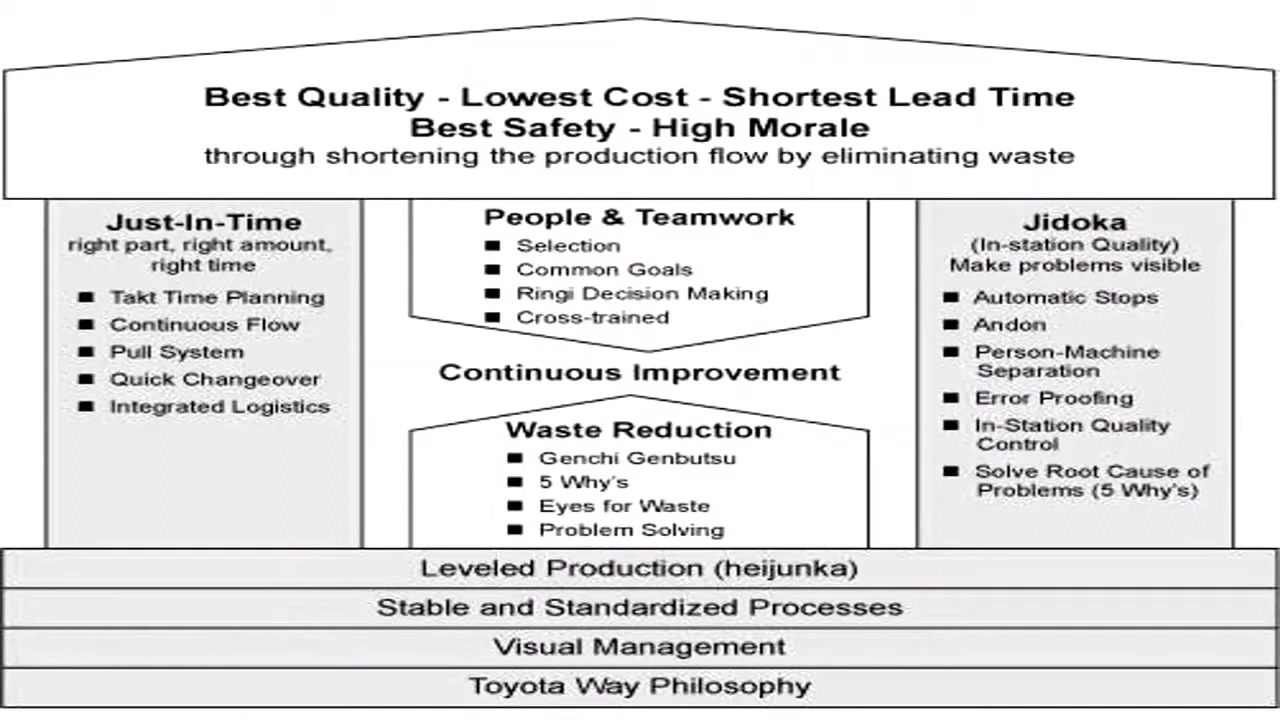 Best Quality - Lowest Cost - Shortest Lead Time
Best Safety - High Morale
through shortening the production flow by eliminating waste
Just-In-Time
right part, right amount,
right time
Takt Time Planning
Continuous Flow
Pull System
Quick Changeover
Integrated Logistics
People & Teamwork
Selection
Common Goals
Ringi Decision Making
Cross-trained
Continuous Improvement
Waste Reduction
Genchi Genbutsu
5 Why's
Eyes for Waste
Problem Solving
Jidoka
(In-station Quality)
Make problems visible
Automatic Stops
Andon
Person-Machine
Separation
Error Proofing
In-Station Quality
Control
Solve Root Cause of
Problems (5 Why's)
Leveled Production (heijunka)
Stable and Standardized Processes
Visual Management
Toyota Way Philosophy